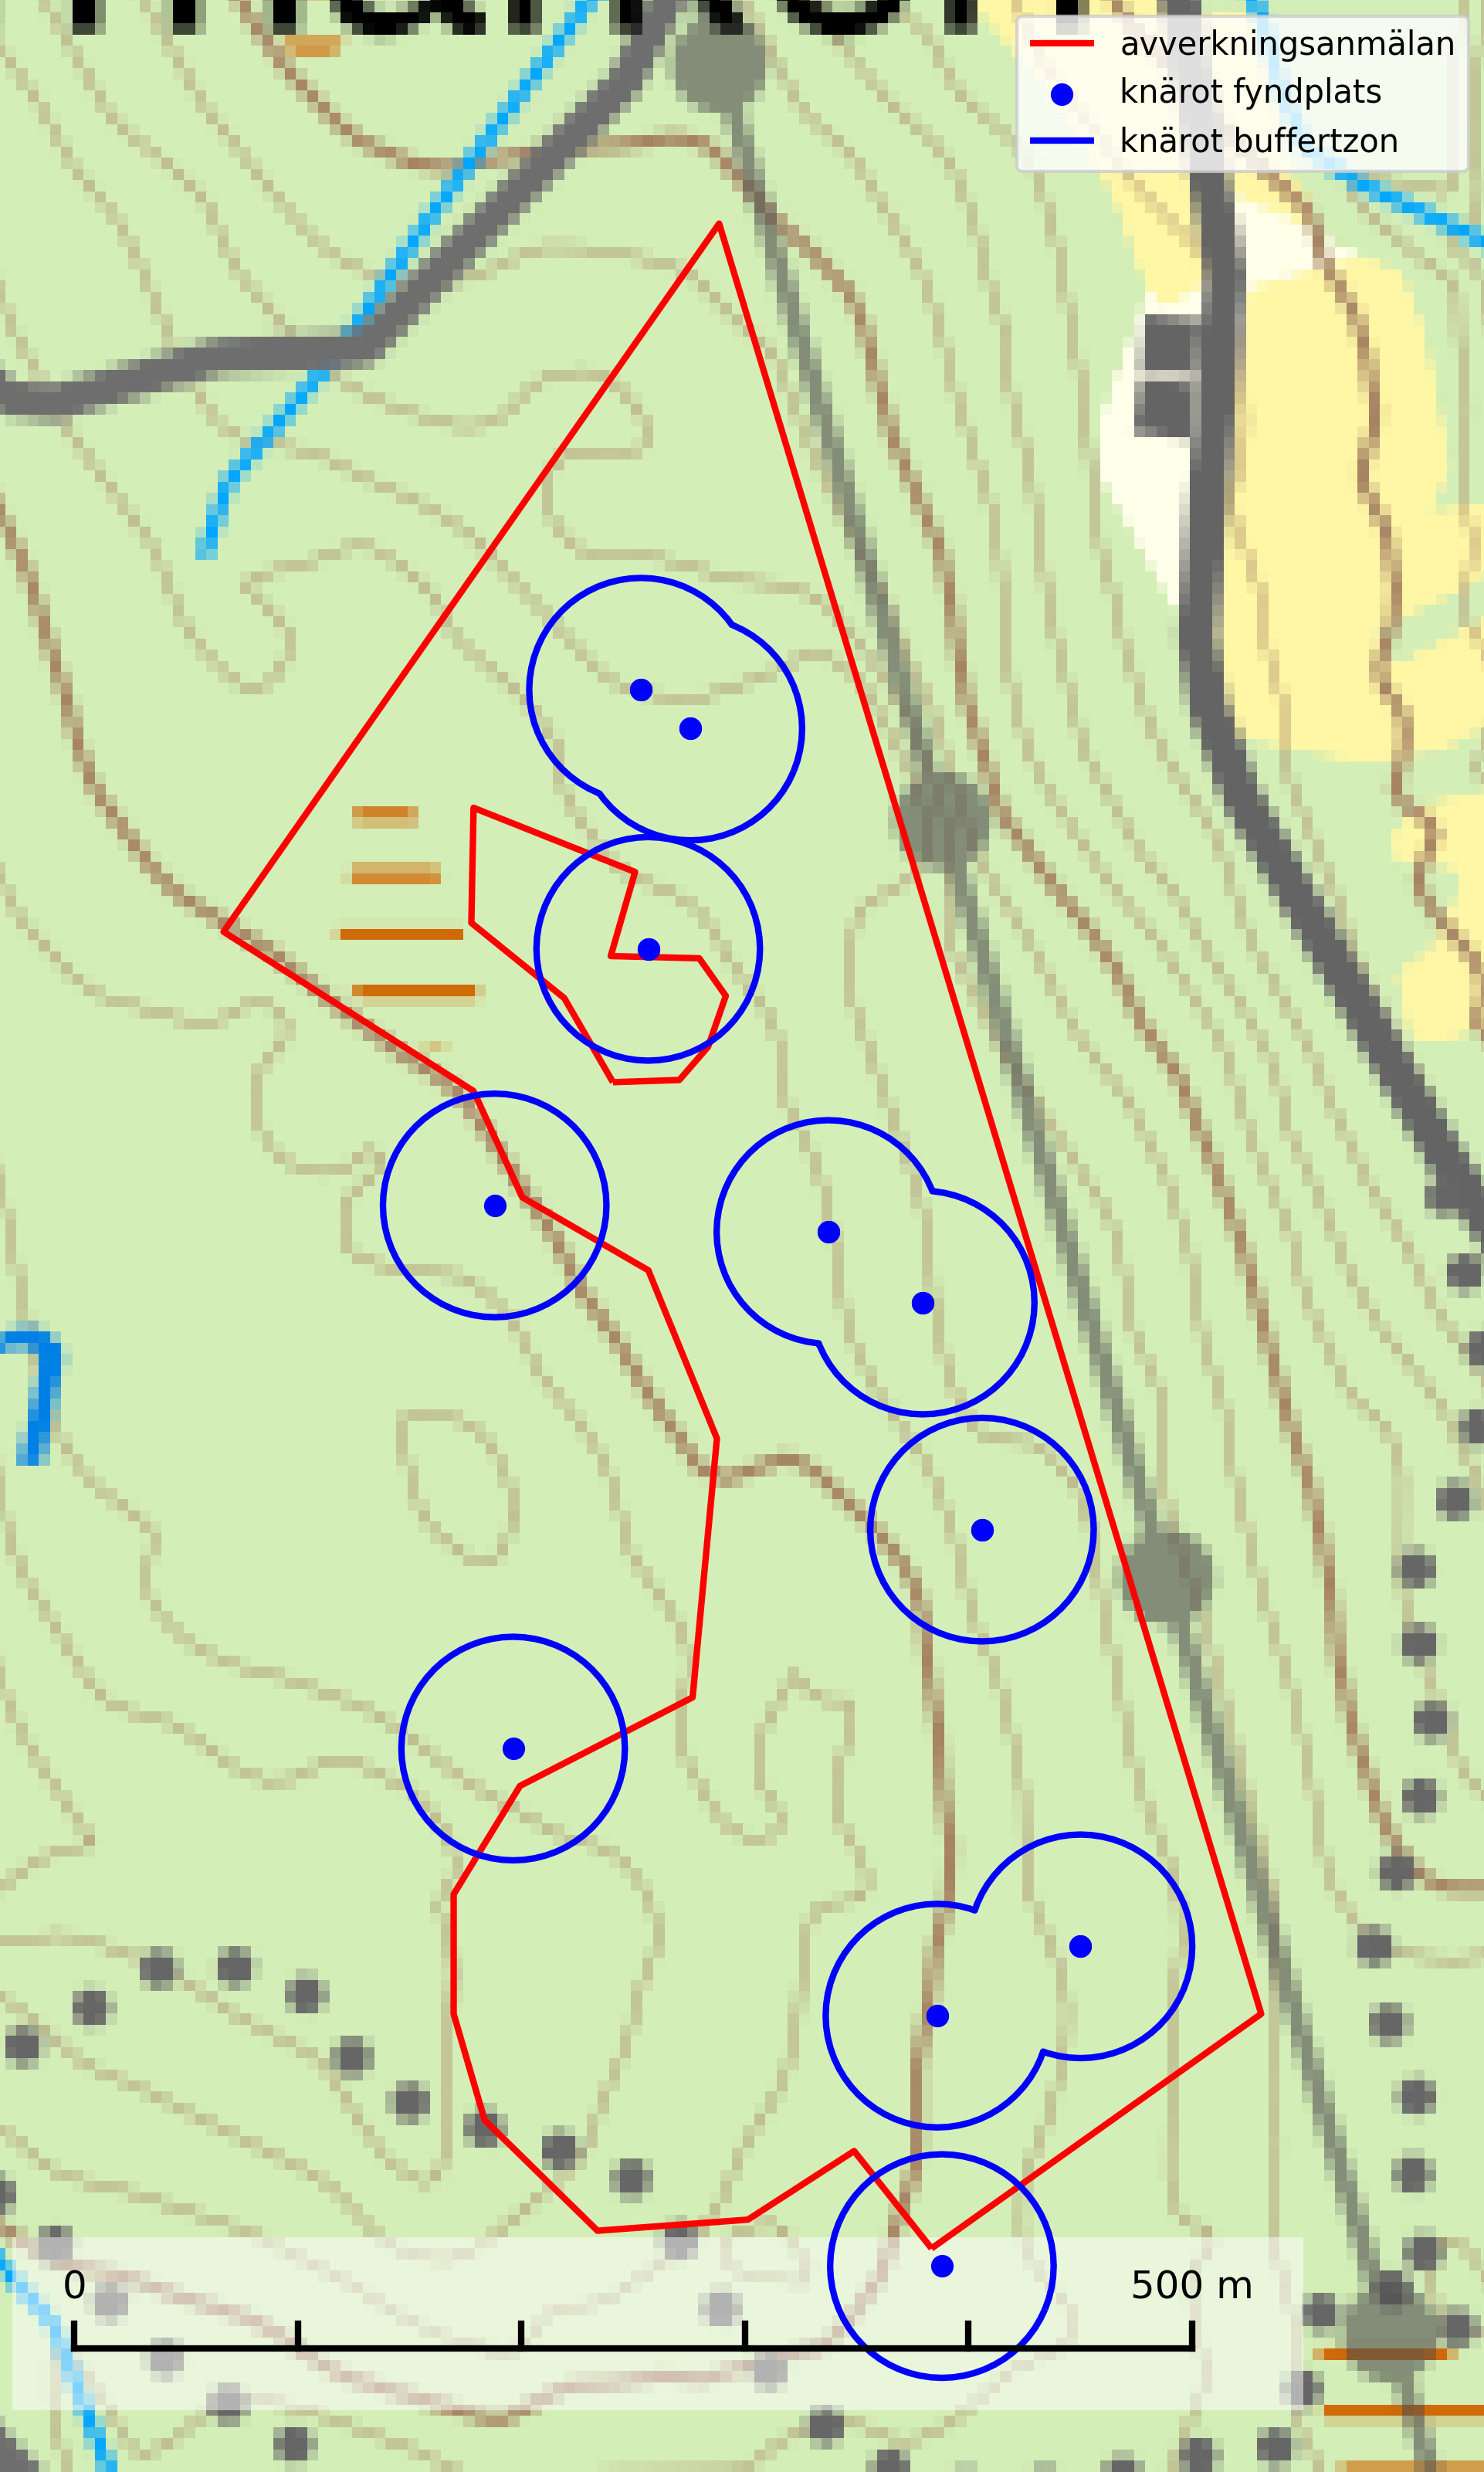 avverkningsanmälan
knärot fyndplats
knärot buffertzon
0
500 m